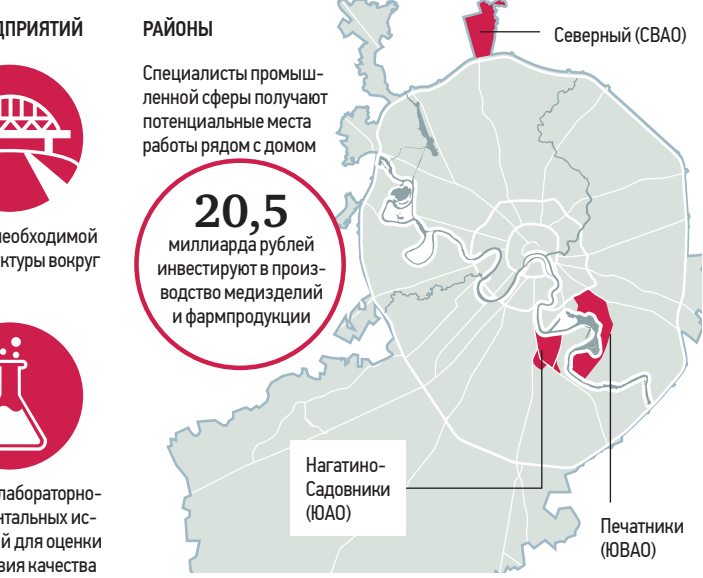 ДПРИЯТИЙ
необходимой
ктуры вокруг
лабораторно-
нтальных ис-
й для оценки
вия качества
РАЙОНЫ
Специалисты промыш-
ленной сферы получают
потенциальные места
работы рядом с домом
20,5
миллиарда рублей
инвестируют в произ-
водство медизделий
и фармпродукции
Северный (СВАО)
Нагатино-
Садовники
(ЮАО)
Печатники
(ЮВАО)